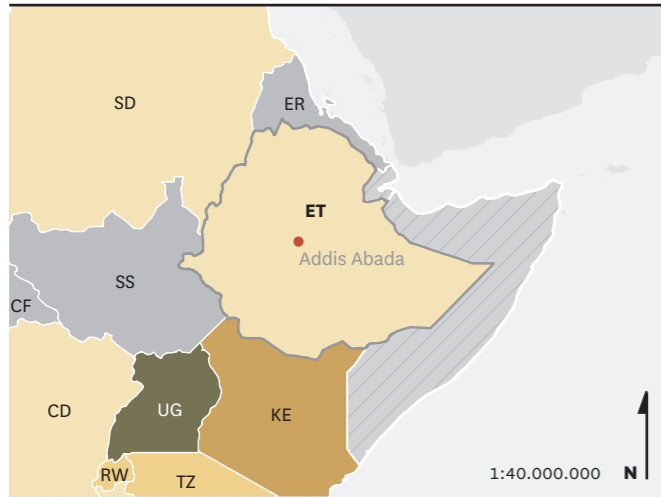 SD
ER
ET
Addis Abada
SS
CF
CD
UG
KE
RW
TZ
1:40.000.000 N